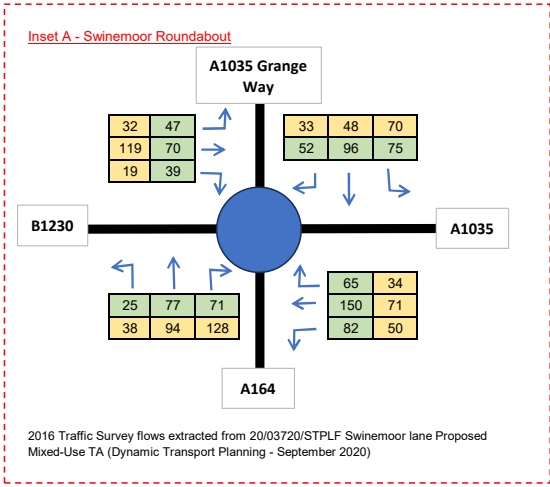 Inset A - Swinemoor Roundabout
A1035 Grange
Way
32 47
119 70
19 39
33 48 70
52 96 75
B1230
A1035
25 77 71
38 94 128
65 34
150 71
82 50
A164
2016 Traffic Survey flows extracted from 20/03720/STPLF Swinemoor lane Proposed
Mixed-Use TA (Dynamic Transport Planning - September 2020)